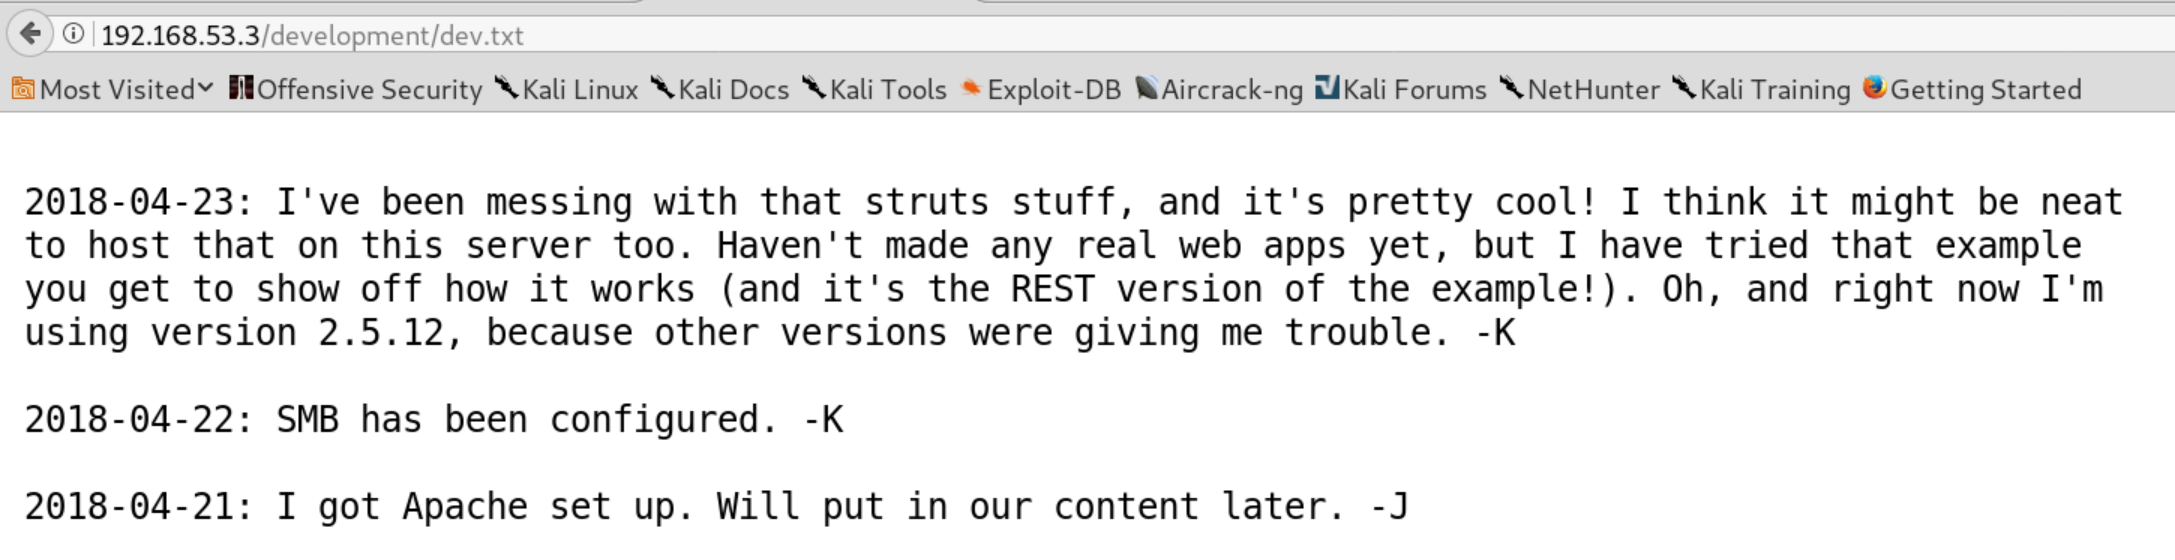 192.168.53.3/development/dev.txt
Most Visited Offensive Security Kali Linux Kali Docs Kali Tools Exploit-DB Aircrack-ng Kali Forums NetHunter Kali Training Getting Started
2018-04-23: I've been messing with that struts stuff, and it's pretty cool! I think it might be neat
to host that on this server too. Haven't made any real web apps yet, but I have tried that example
you get to show off how it works (and it's the REST version of the example!). Oh, and right now I'm
using version 2.5.12, because other versions were giving me trouble. -K
2018-04-22: SMB has been configured. -K
2018-04-21: I got Apache set up. Will put in our content later. -J